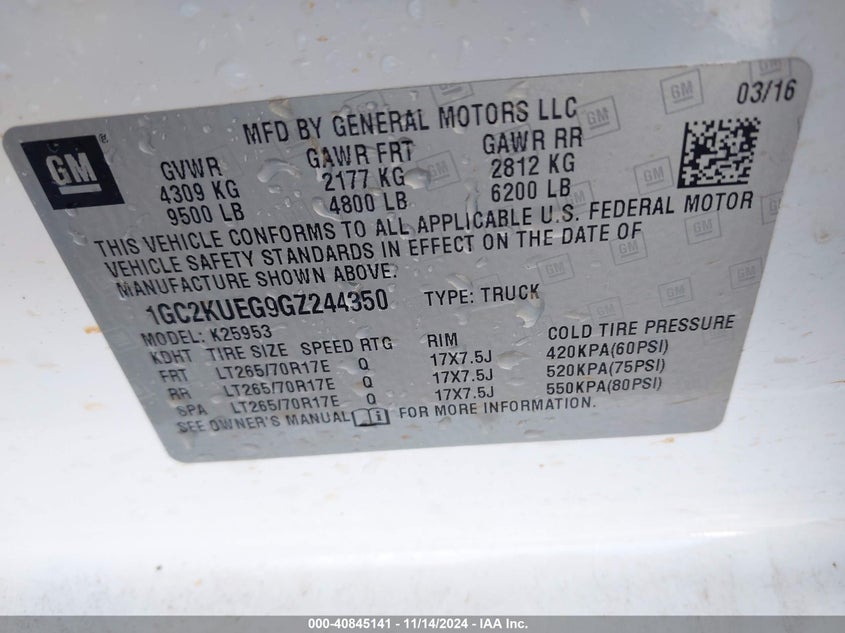 03/16
GM®
MFD BY GENERAL MOTORS LLC
GVWR GAWR FRT GAWR RR
4309 KG 2177 KG 2812 KG
9500 LB 4800 LB 6200 LB
THIS VEHICLE CONFORMS TO ALL APPLICABLE U.S. FEDERAL MOTOR
VEHICLE SAFETY STANDARDS IN EFFECT ON THE DATE OF
MANUFACTURE SHOWN ABOVE.
1GC2KUEG9GZ244350 TYPE: TRUCK
MODEL: K25953
KDHT TIRE SIZE SPEED RTG RIM COLD TIRE PRESSURE
FRT LT265/70R17E Q 17X7.5J 420KPA(60PSI)
RR LT265/70R17E Q 17X7.5J 520KPA(75PSI)
SPA LT265/70R17E Q 17X7.5J 550KPA(80PSI)
SEE OWNER'S MANUAL i FOR MORE INFORMATION.
000-40845141 - 11/14/2024 - IAA Inc.